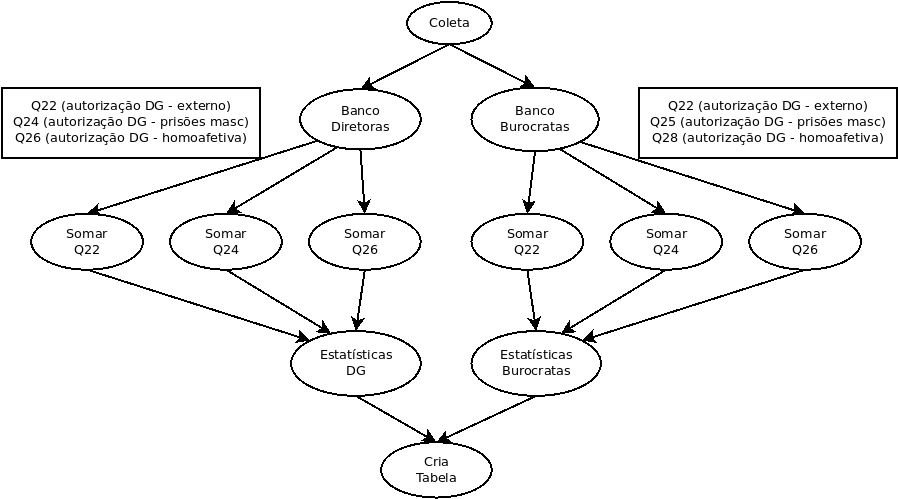 Coleta
Q22 (autorização DG - externo)
Q24 (autorização DG - prisões masc)
Q26 (autorização DG - homoafetiva)
Banco
Diretoras
Banco
Burocratas
Q22 (autorização DG - externo)
Q25 (autorização DG - prisões masc)
Q28 (autorização DG - homoafetiva)
Somar
Q22
Somar
Q24
Somar
Q26
Somar
Q22
Somar
Q24
Somar
Q26
Estatísticas
DG
Estatísticas
Burocratas
Cria
Tabela